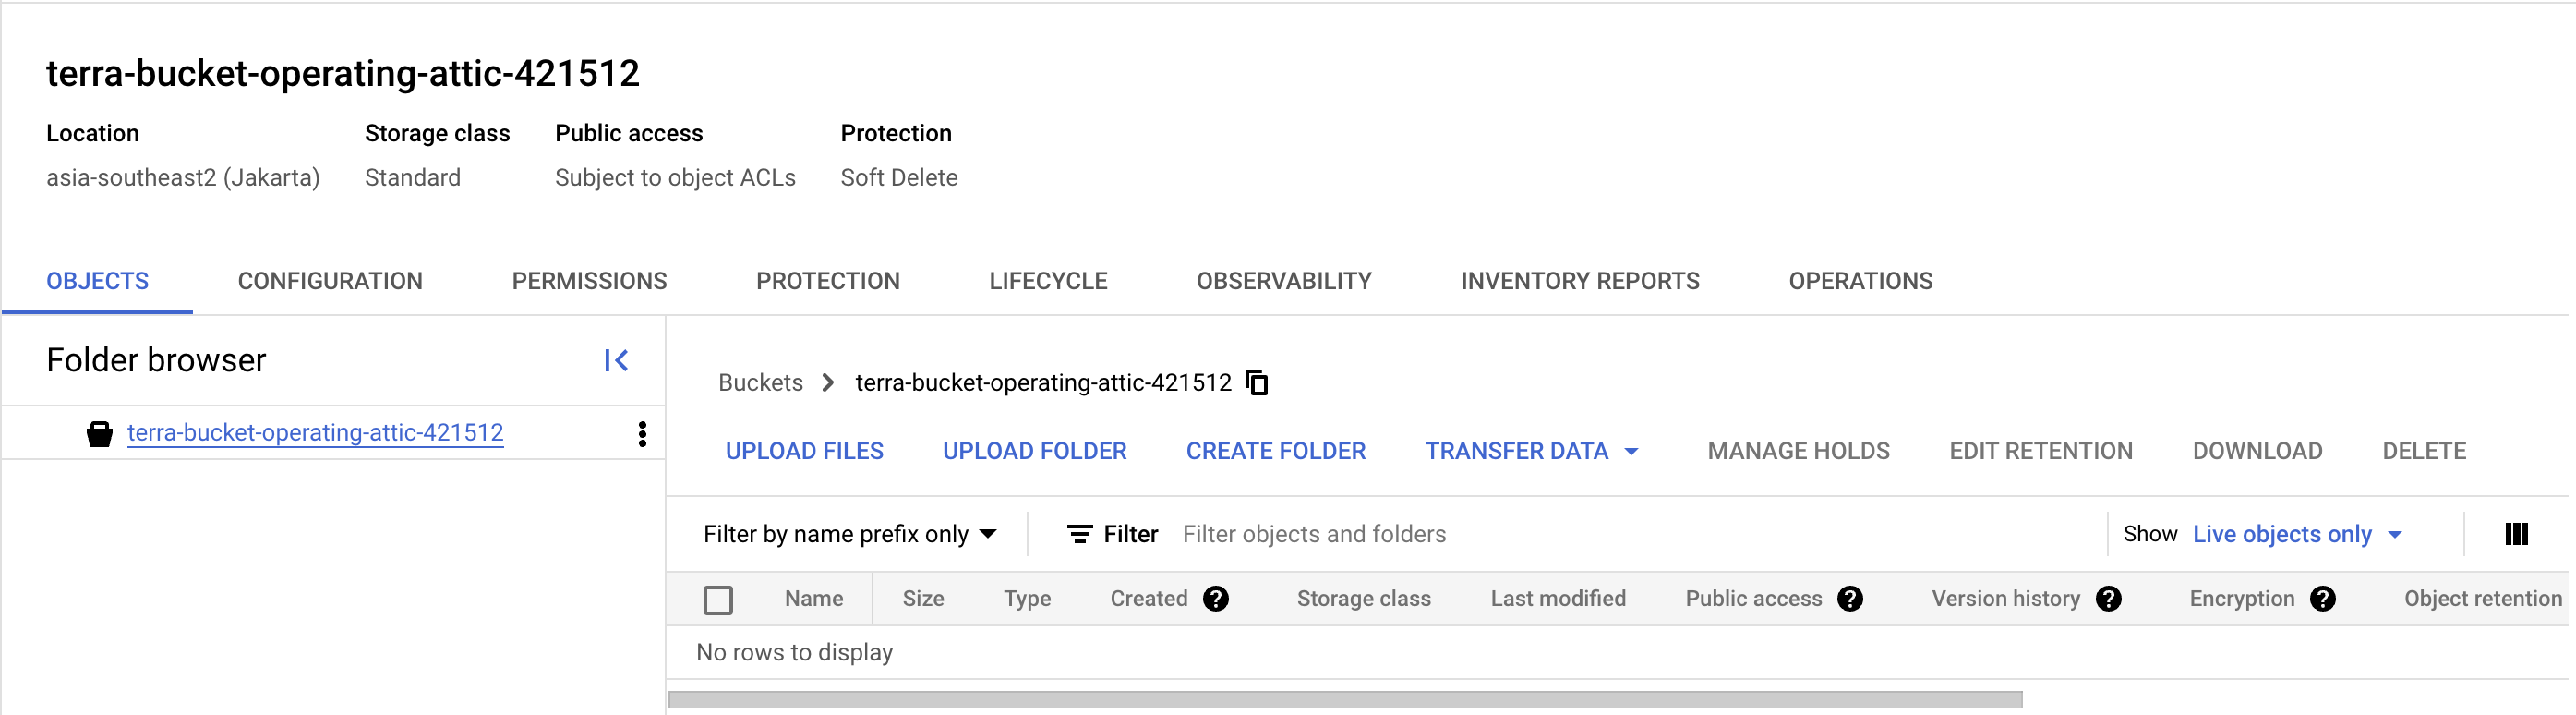 terra-bucket-operating-attic-421512
Location Storage class Public access Protection
asia-southeast2 (Jakarta) Standard Subject to object ACLs Soft Delete
OBJECTS CONFIGURATION PERMISSIONS PROTECTION LIFECYCLE OBSERVABILITY INVENTORY REPORTS OPERATIONS
Folder browser
terra-bucket-operating-attic-421512
Buckets > terra-bucket-operating-attic-421512
UPLOAD FILES UPLOAD FOLDER CREATE FOLDER TRANSFER DATA MANAGE HOLDS EDIT RETENTION DOWNLOAD DELETE
Filter by name prefix only Filter Filter objects and folders Show Live objects only
Name Size Type Created ? Storage class Last modified Public access ? Version history ? Encryption ? Object retention
No rows to display